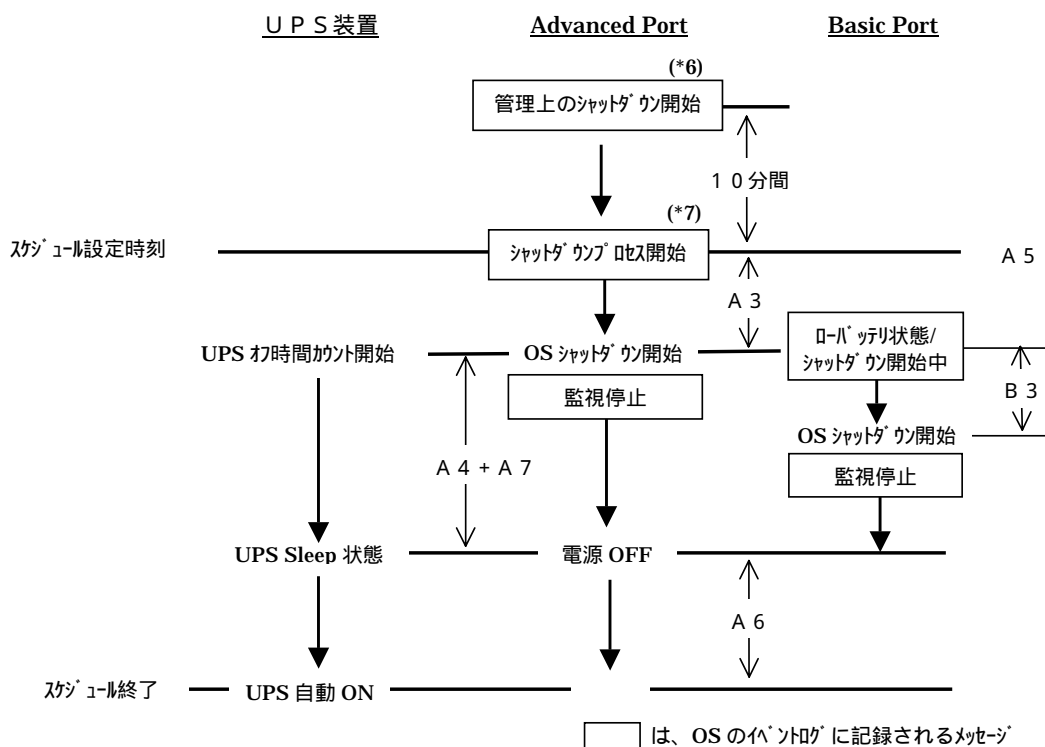 ＵＰＳ装置 Advanced Port Basic Port
(*6)
管理上のｼｬｯﾄﾀﾞｳﾝ開始
１０分間
(*7)
ｽｹｼﾞｭｰﾙ設定時刻 ｼｬｯﾄﾀﾞｳﾝﾌﾟﾛｾｽ開始 Ａ５
Ａ３
ﾛｰﾊﾞｯﾃﾘ状態/
ｼｬｯﾄﾀﾞｳﾝ開始中
UPS ｵﾌ時間ｶｳﾝﾄ開始 OS ｼｬｯﾄﾀﾞｳﾝ開始
監視停止
Ｂ３
OS ｼｬｯﾄﾀﾞｳﾝ開始
Ａ４＋Ａ７
監視停止
UPS Sleep 状態 電源 OFF
Ａ６
ｽｹｼﾞｭｰﾙ終了 UPS 自動 ON
は、OS のｲﾍﾞﾝﾄﾛｸﾞに記録されるﾒｯｾｰｼﾞ